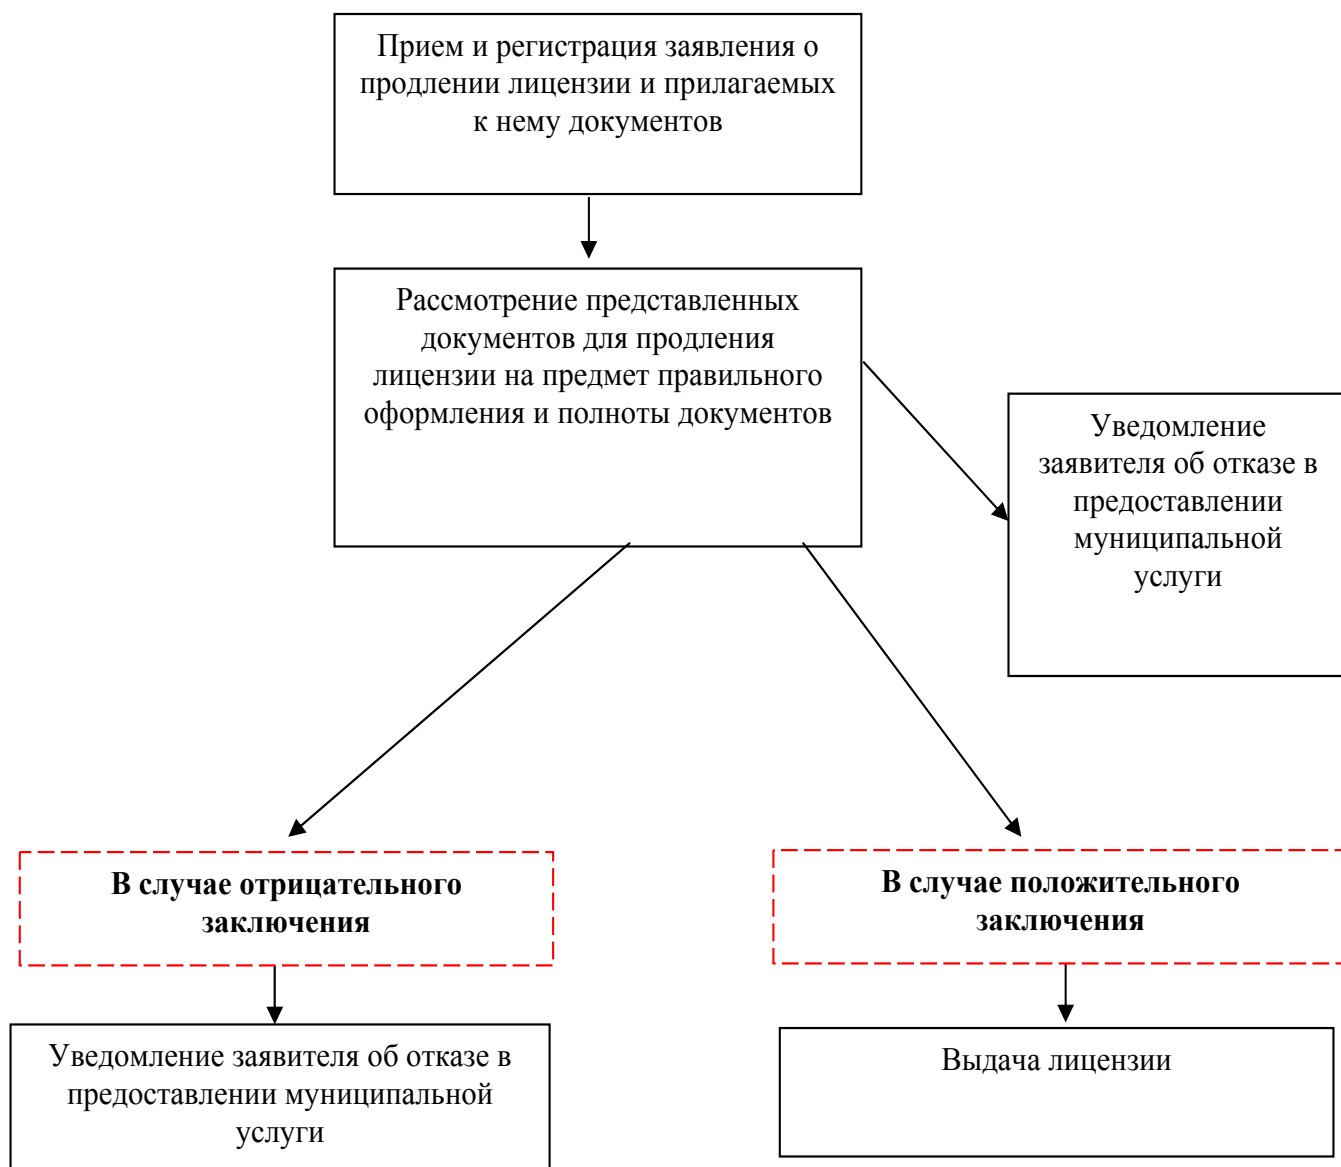 Прием и регистрация заявления о
продлении лицензии и прилагаемых
к нему документов
Рассмотрение представленных
документов для продления
лицензии на предмет правильного
оформления и полноты документов
Уведомление
заявителя об отказе в
предоставлении
муниципальной
услуги
В случае отрицательного
заключения
В случае положительного
заключения
Уведомление заявителя об отказе в
предоставлении муниципальной
услуги
Выдача лицензии